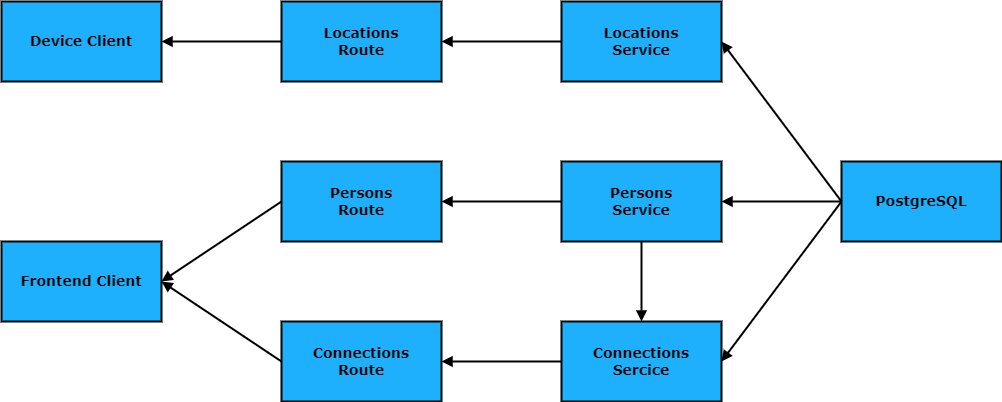 Device Client
Locations
Route
Locations
Service
Persons
Route
Persons
Service
PostgreSQL
Frontend Client
Connections
Route
Connections
Sercice